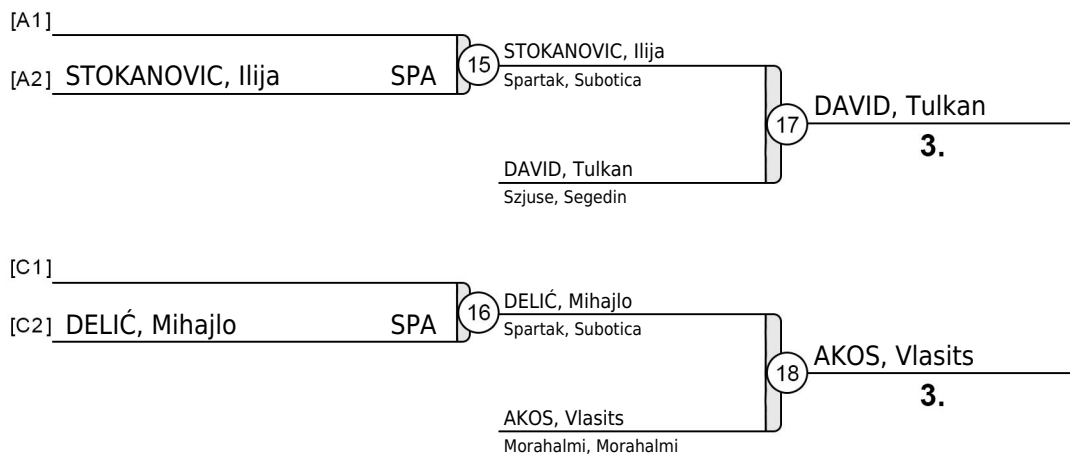 [A1]
[A2] STOKANOVIC, Ilija SPA
15
STOKANOVIC, Ilija
Spartak, Subotica
17
DAVID, Tulkan
3.
DAVID, Tulkan
Szjuse, Segedin
[C1]
[C2] DELIĆ, Mihajlo SPA
16
DELIĆ, Mihajlo
Spartak, Subotica
18
AKOS, Vlasits
3.
AKOS, Vlasits
Morahalmi, Morahalmi